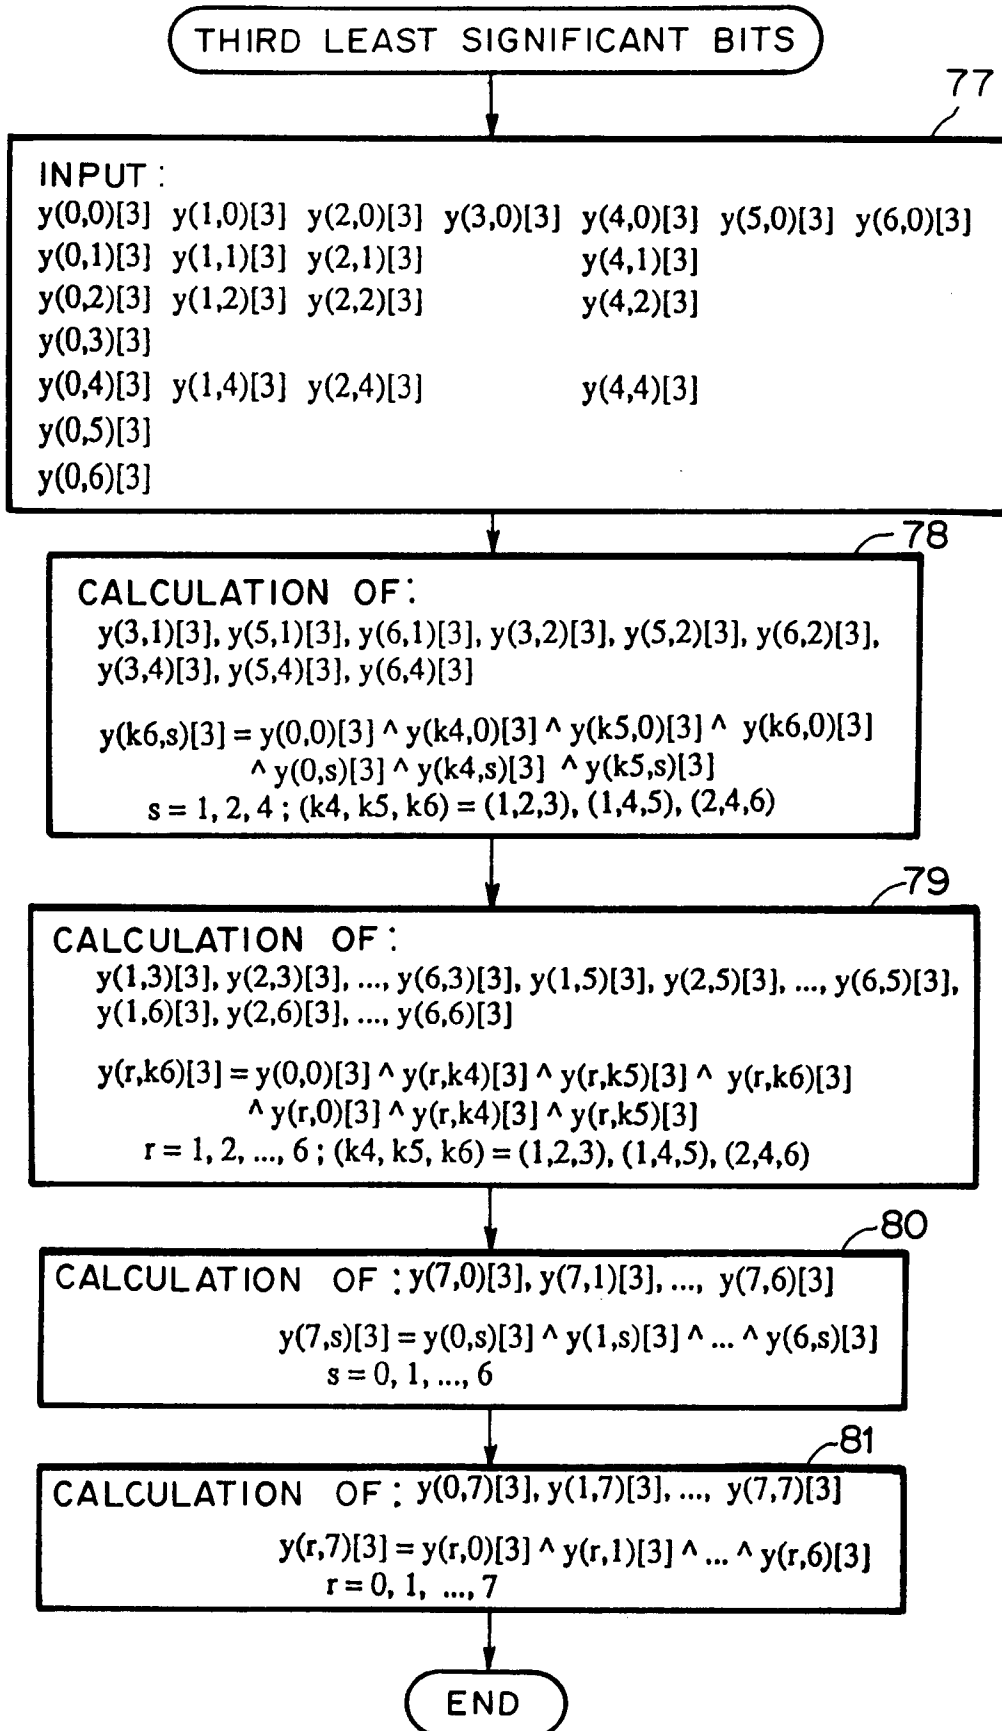 THIRD LEAST SIGNIFICANT BITS
77
INPUT:
y(0,0)[3] y(1,0)[3] y(2,0)[3] y(3,0)[3] y(4,0)[3] y(5,0)[3] y(6,0)[3]
y(0,1)[3] y(1,1)[3] y(2,1)[3] y(4,1)[3]
y(0,2)[3] y(1,2)[3] y(2,2)[3] y(4,2)[3]
y(0,3)[3]
y(0,4)[3] y(1,4)[3] y(2,4)[3] y(4,4)[3]
y(0,5)[3]
y(0,6)[3]
78
CALCULATION OF:
y(3,1)[3], y(5,1)[3], y(6,1)[3], y(3,2)[3], y(5,2)[3], y(6,2)[3],
y(3,4)[3], y(5,4)[3], y(6,4)[3]
y(k6,s)[3] = y(0,0)[3] ^ y(k4,0)[3] ^ y(k5,0)[3] ^ y(k6,0)[3]
^ y(0,s)[3] ^ y(k4,s)[3] ^ y(k5,s)[3]
s = 1, 2, 4 ; (k4, k5, k6) = (1,2,3), (1,4,5), (2,4,6)
79
CALCULATION OF:
y(1,3)[3], y(2,3)[3], ..., y(6,3)[3], y(1,5)[3], y(2,5)[3], ..., y(6,5)[3],
y(1,6)[3], y(2,6)[3], ..., y(6,6)[3]
y(r,k6)[3] = y(0,0)[3] ^ y(r,k4)[3] ^ y(r,k5)[3] ^ y(r,k6)[3]
^ y(r,0)[3] ^ y(r,k4)[3] ^ y(r,k5)[3]
r = 1, 2, ..., 6 ; (k4, k5, k6) = (1,2,3), (1,4,5), (2,4,6)
80
CALCULATION OF: y(7,0)[3], y(7,1)[3], ..., y(7,6)[3]
y(7,s)[3] = y(0,s)[3] ^ y(1,s)[3] ^ ... ^ y(6,s)[3]
s = 0, 1, ..., 6
81
CALCULATION OF: y(0,7)[3], y(1,7)[3], ..., y(7,7)[3]
y(r,7)[3] = y(r,0)[3] ^ y(r,1)[3] ^ ... ^ y(r,6)[3]
r = 0, 1, ..., 7
END